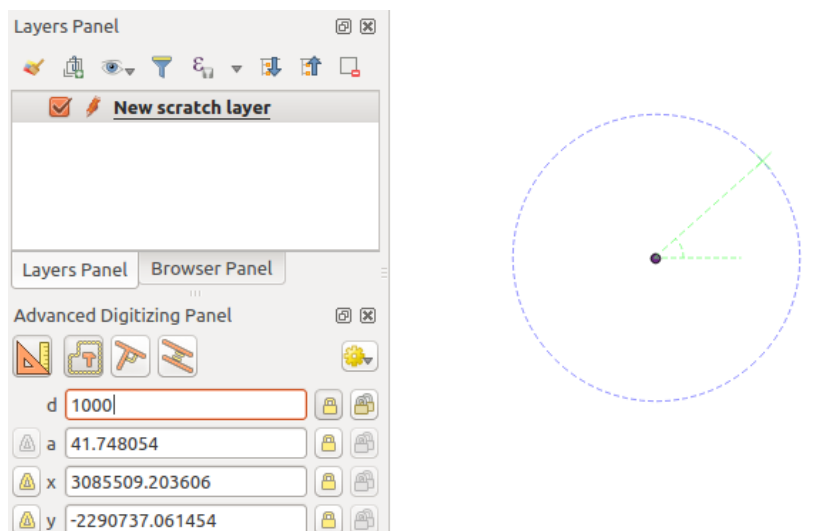 Layers Panel
New scratch layer
Layers Panel Browser Panel
Advanced Digitizing Panel
d 1000
a 41.748054
x 3085509.203606
y -2290737.061454